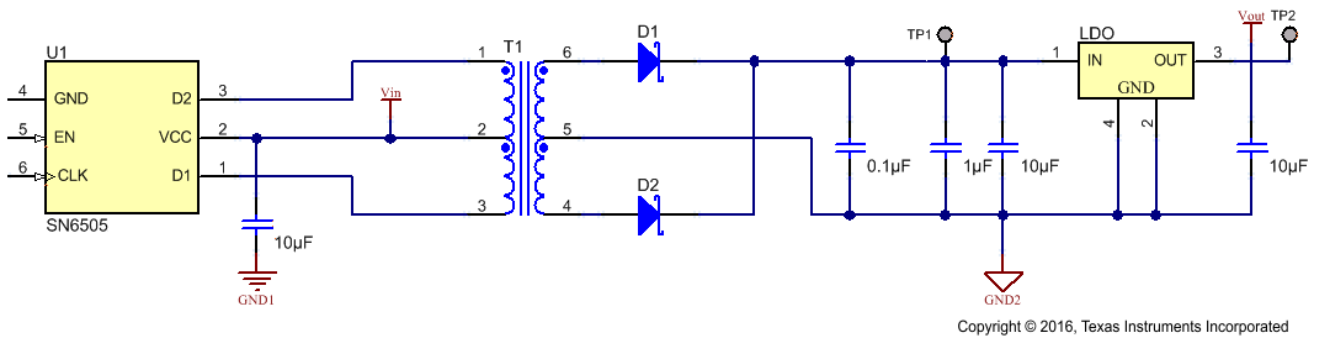 U1
4 GND
5 EN
6 CLK
D2 3
VCC 2
D1 1
SN6505
10µF
GND1
Vin
T1
1
2
3
6
5
4
D1
D2
TP1
0.1µF
1µF
10µF
GND2
LDO
1 IN
OUT 3
GND
4
2
Vout
TP2
10µF
Copyright © 2016, Texas Instruments Incorporated